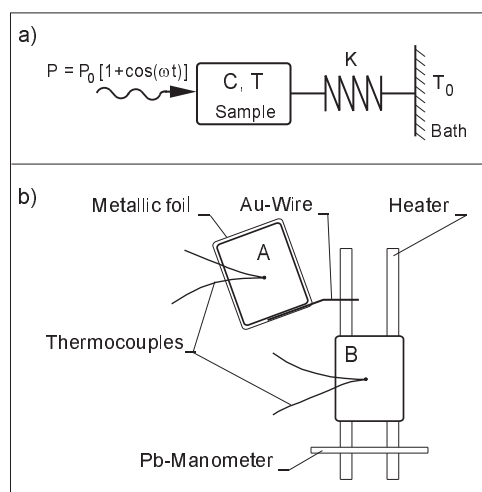 a)
P = P₀ [1+cos(ωt)]
C, T
Sample
K
T₀
Bath
b)
Metallic foil
Au-Wire
Heater
A
Thermocouples
B
Pb-Manometer